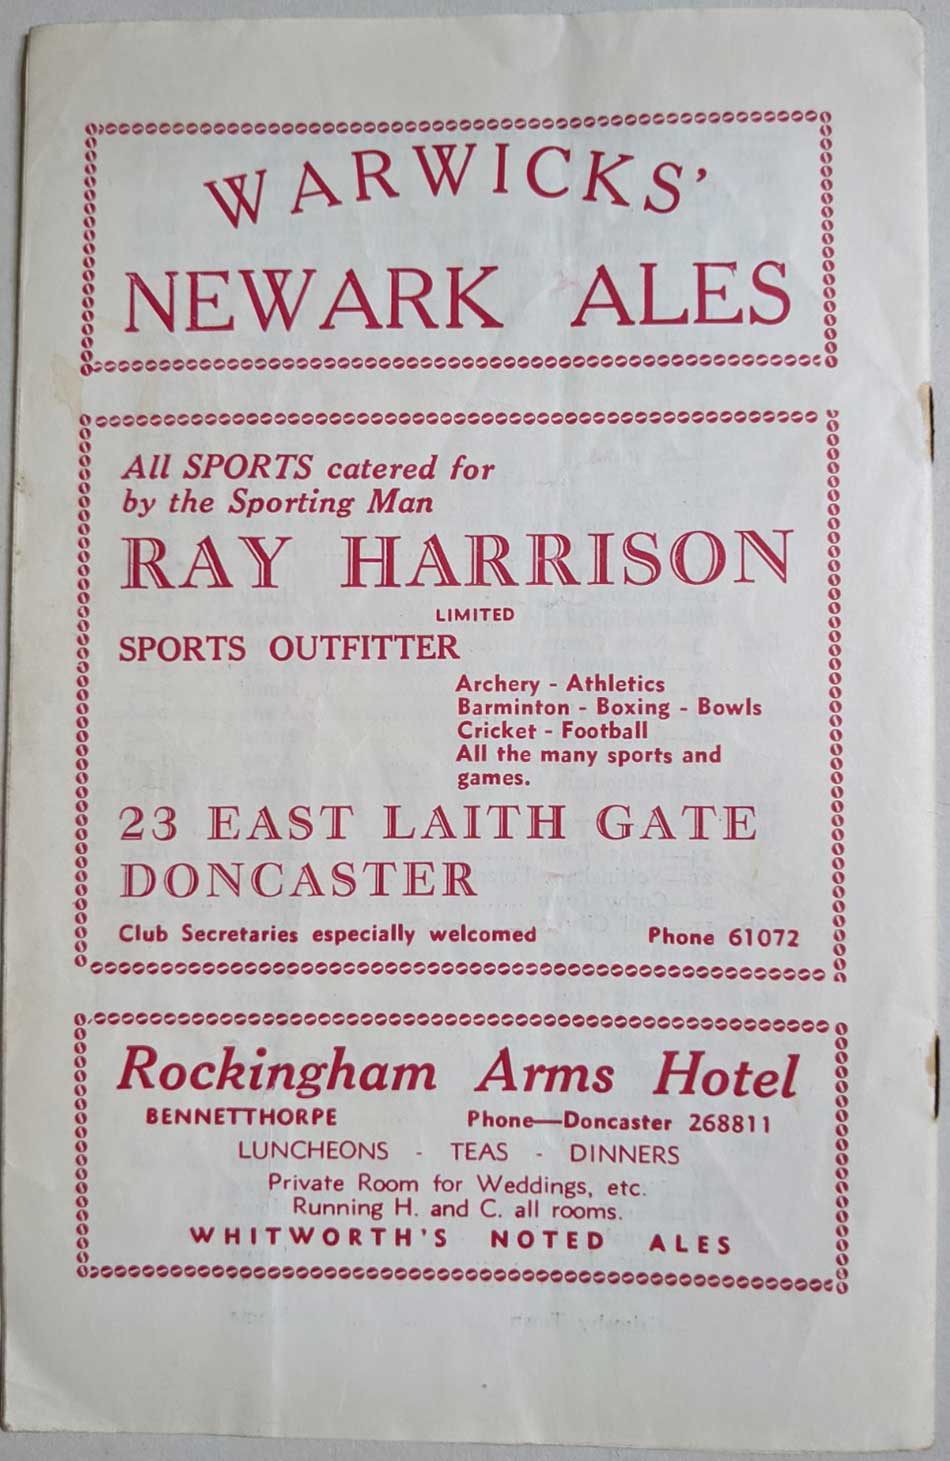 WARWICKS'
NEWARK ALES
All SPORTS catered for
by the Sporting Man
RAY HARRISON
LIMITED
SPORTS OUTFITTER
Archery - Athletics
Barminton - Boxing - Bowls
Cricket - Football
All the many sports and
games.
23 EAST LAITH GATE
DONCASTER
Club Secretaries especially welcomed Phone 61072
Rockingham Arms Hotel
BENNETTHORPE Phone—Doncaster 268811
LUNCHEONS - TEAS - DINNERS
Private Room for Weddings, etc.
Running H. and C. all rooms.
WHITWORTH'S NOTED ALES